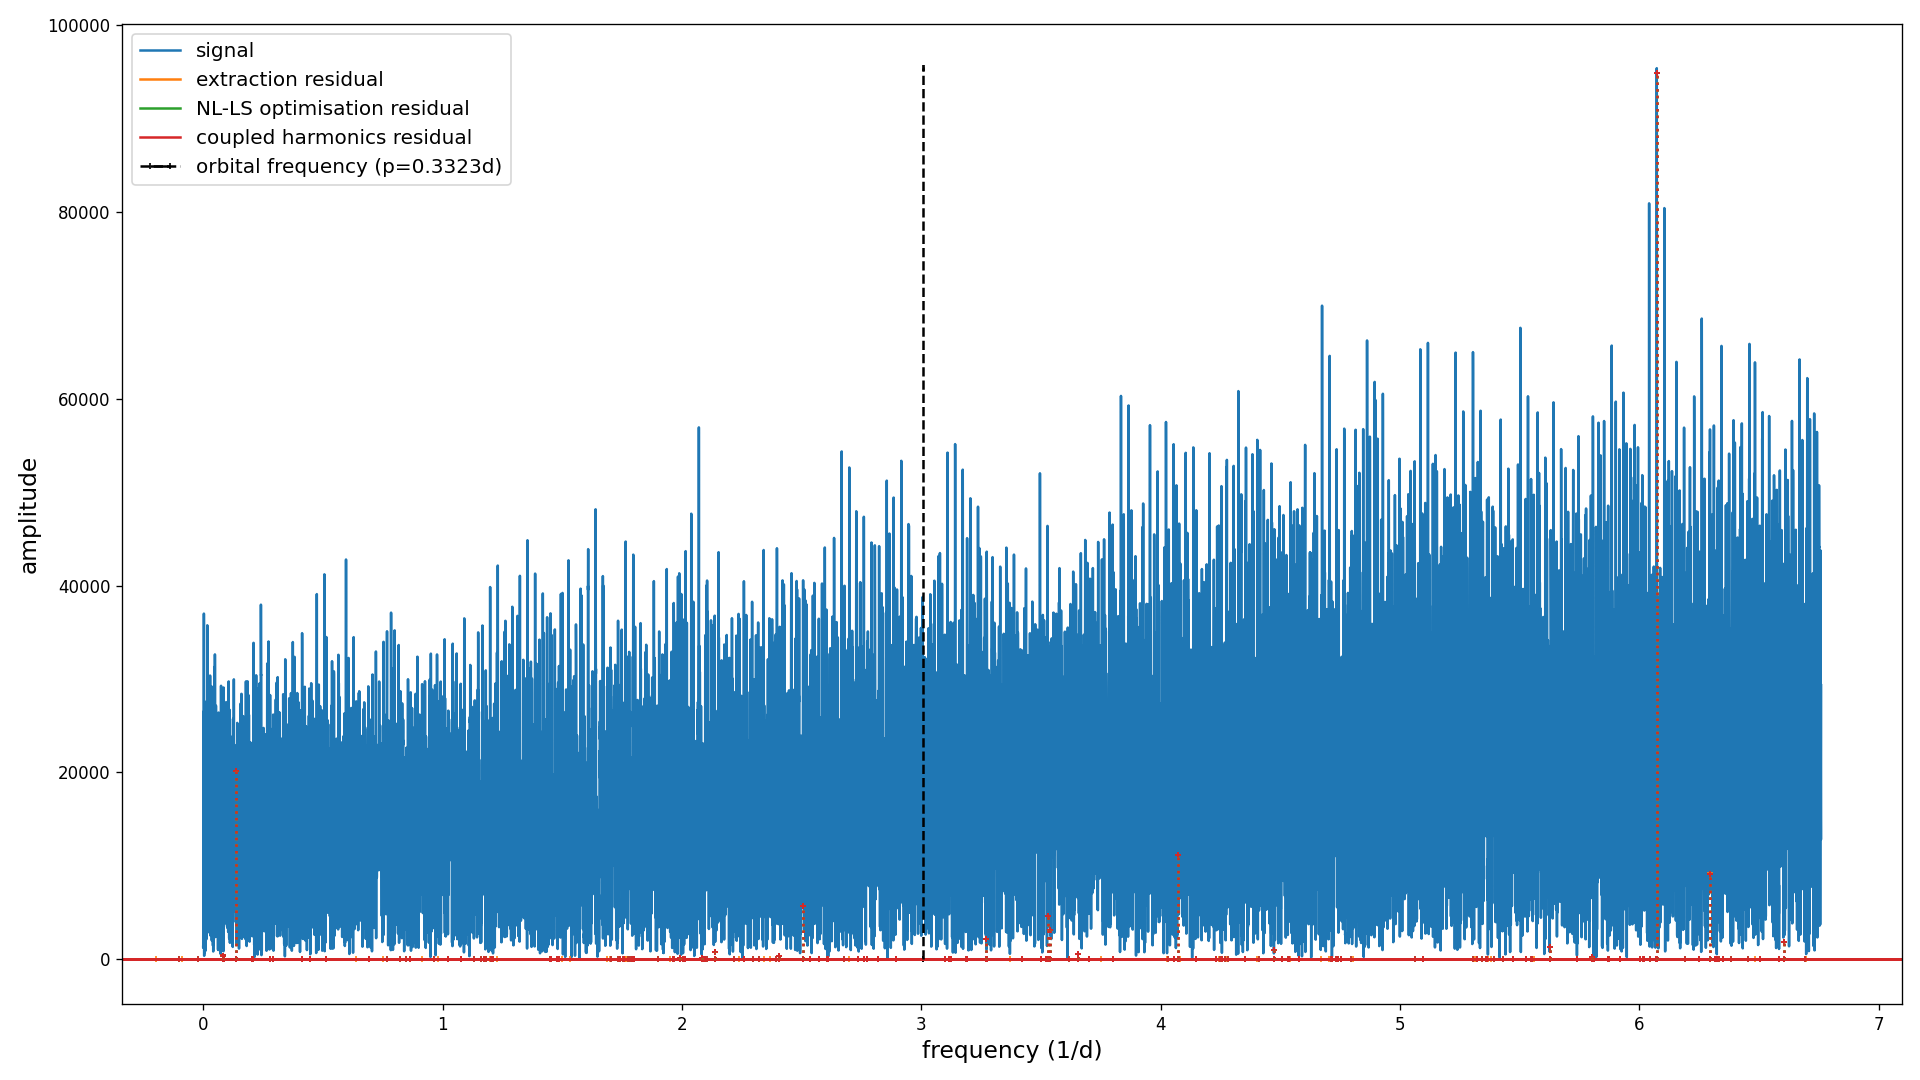 100000
80000
60000
40000
20000
0
amplitude
signal
extraction residual
NL-LS optimisation residual
coupled harmonics residual
orbital frequency (p=0.3323d)
0 1 2 3 4 5 6 7
frequency (1/d)